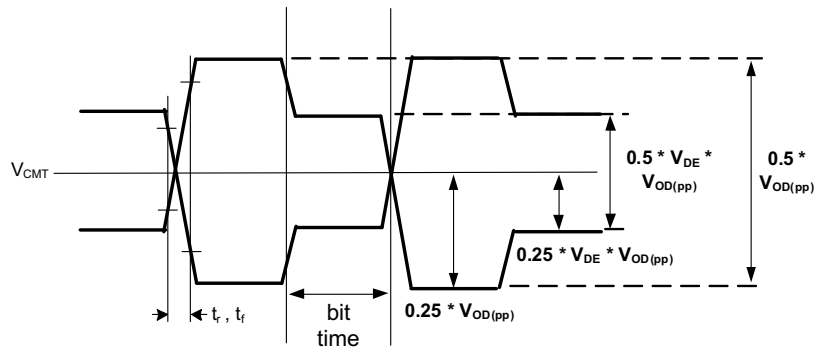 V_CMT
0.5 * V_DE *
V_OD(pp)
0.5 *
V_OD(pp)
0.25 * V_DE * V_OD(pp)
0.25 * V_OD(pp)
t_r , t_f
bit
time